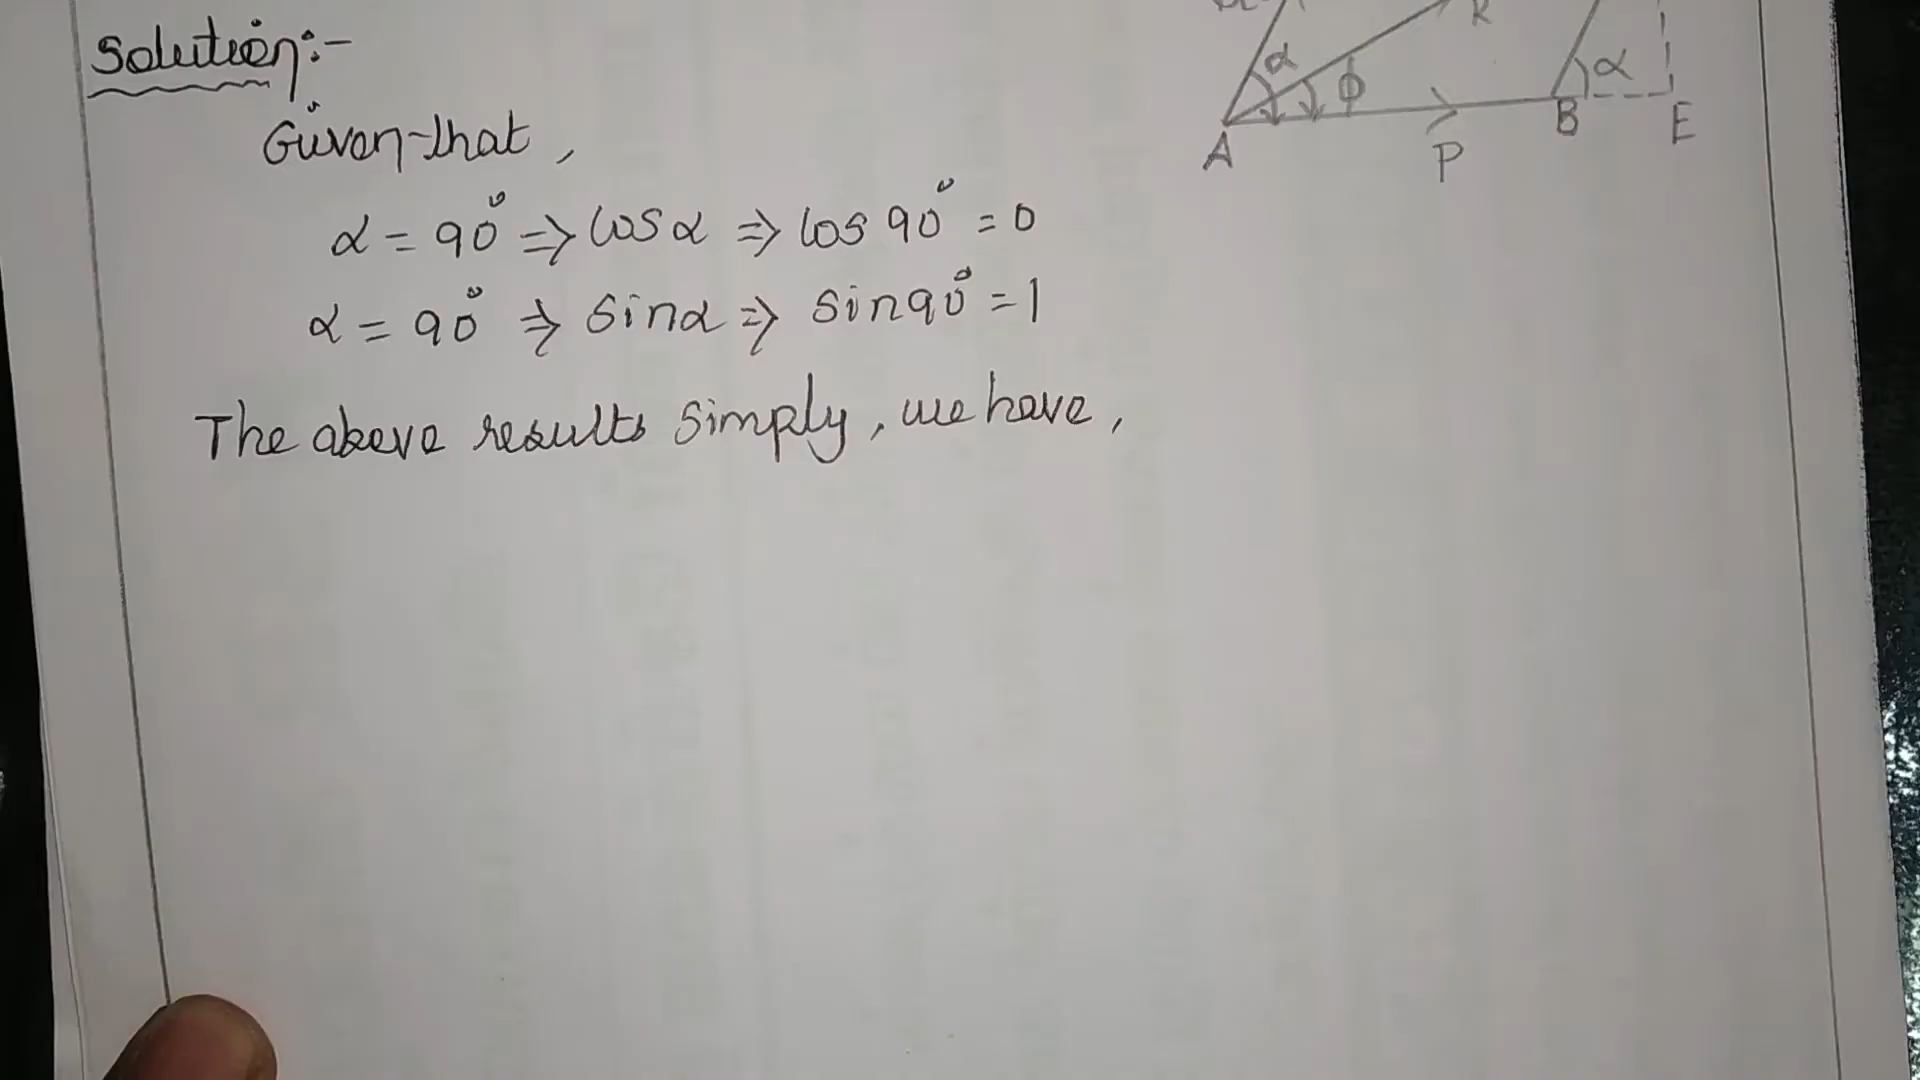 Solution:-
R
α
α
ϕ
A
P
B
E
Given that,
α = 90° => cos α => cos 90° = 0
α = 90° => sin α => sin 90° = 1
The above results simply, we have,